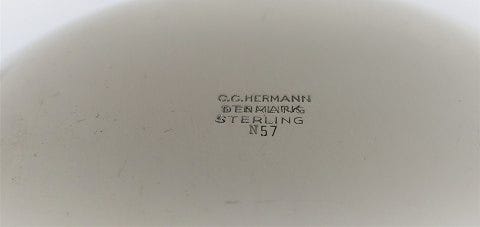 C.C.HERMANN
DENMARK
STERLING
N57